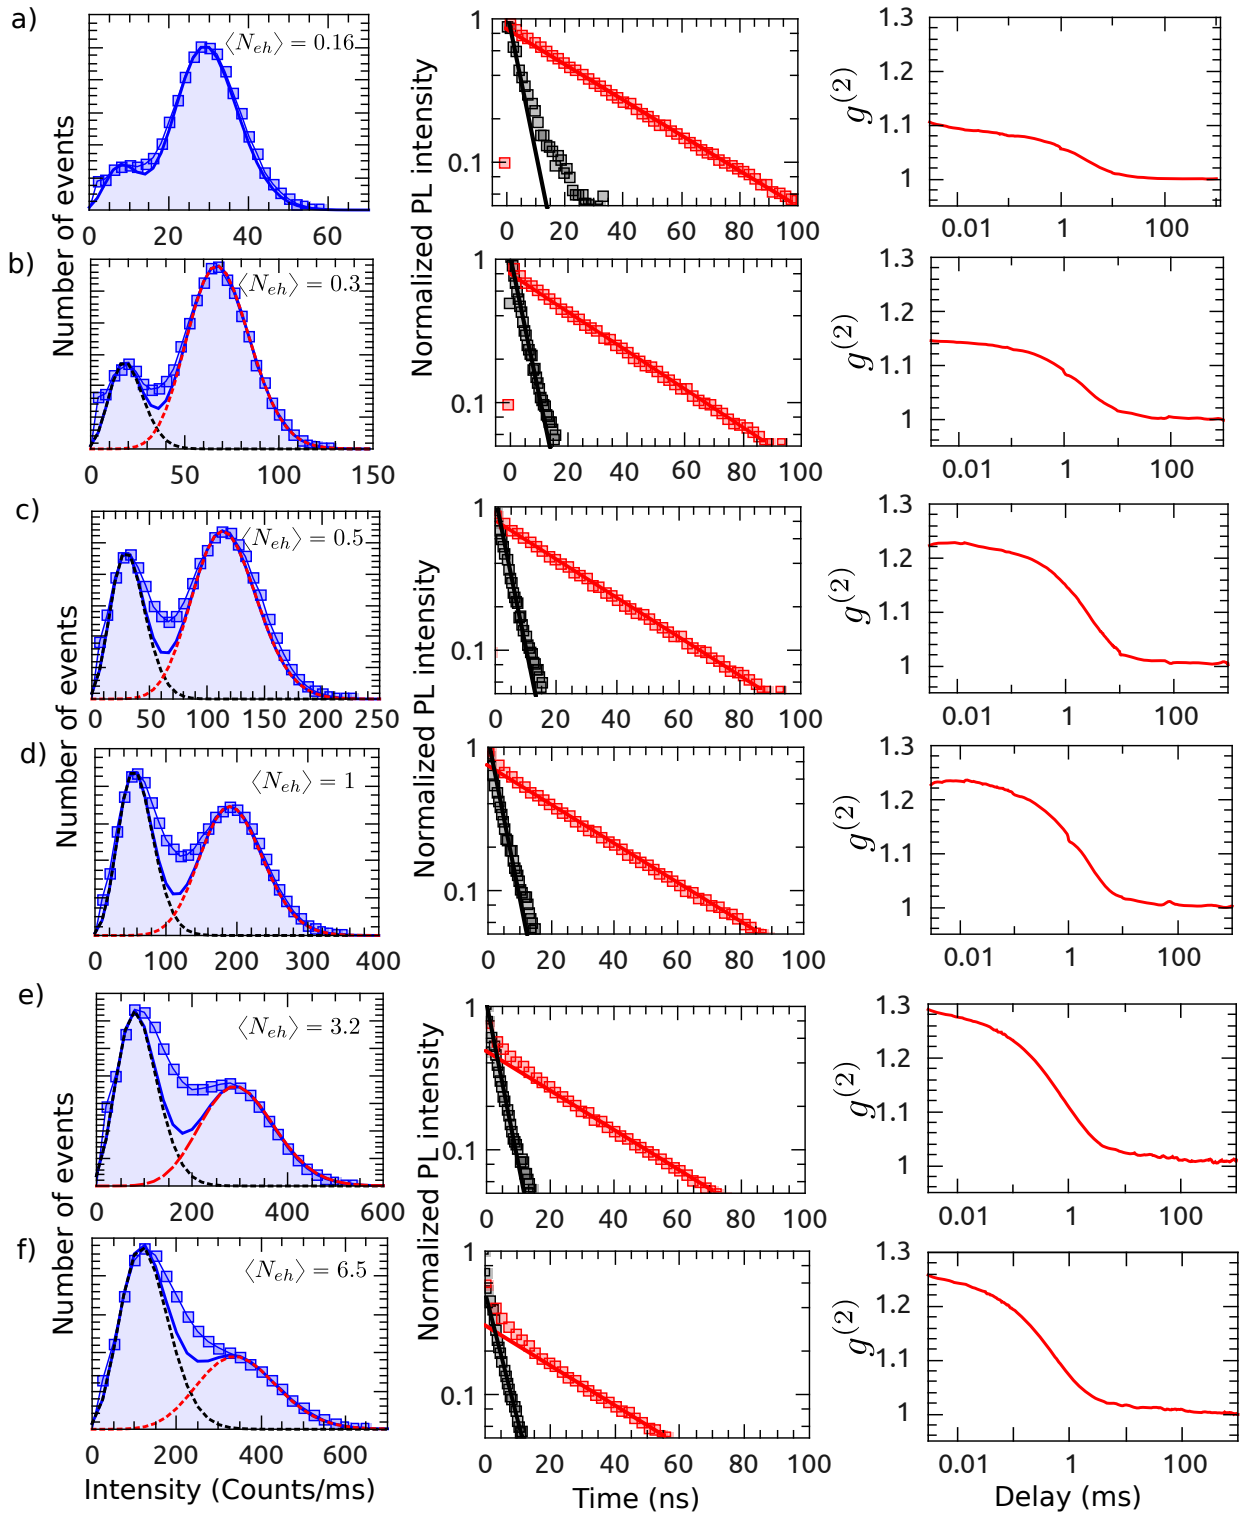 a)
Number of events
⟨N_eh⟩ = 0.16
0 20 40 60
Normalized PL intensity
1
0.1
0 20 40 60 80 100
g^(2)
1.3
1.2
1.1
1
0.01 1 100
b)
⟨N_eh⟩ = 0.3
0 50 100 150
1
0.1
0 20 40 60 80 100
g^(2)
1.3
1.2
1.1
1
0.01 1 100
c)
Number of events
⟨N_eh⟩ = 0.5
0 50 100 150 200 250
Normalized PL intensity
1
0.1
0 20 40 60 80 100
g^(2)
1.3
1.2
1.1
1
0.01 1 100
d)
⟨N_eh⟩ = 1
0 100 200 300 400
1
0.1
0 20 40 60 80 100
g^(2)
1.3
1.2
1.1
1
0.01 1 100
e)
Number of events
⟨N_eh⟩ = 3.2
0 200 400 600
Normalized PL intensity
1
0.1
0 20 40 60 80 100
g^(2)
1.3
1.2
1.1
1
0.01 1 100
f)
⟨N_eh⟩ = 6.5
0 200 400 600
Intensity (Counts/ms)
1
0.1
0 20 40 60 80 100
Time (ns)
g^(2)
1.3
1.2
1.1
1
0.01 1 100
Delay (ms)